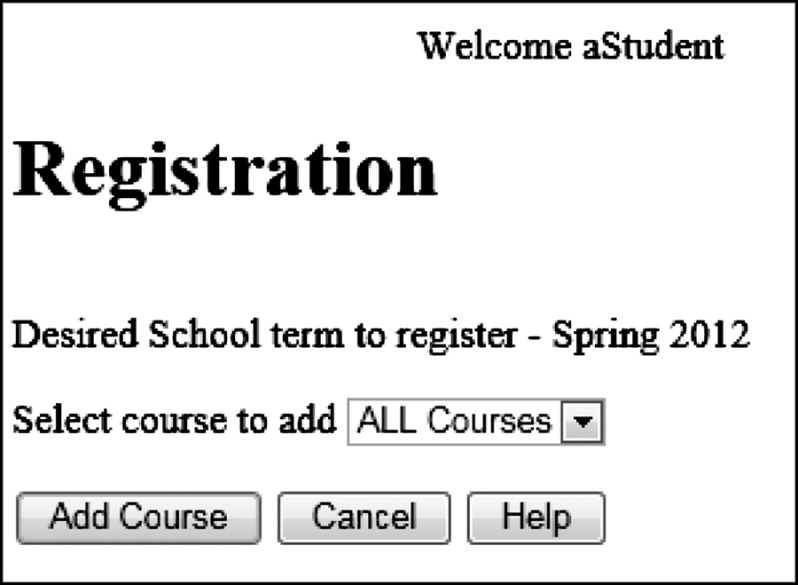 Welcome aStudent
Registration
Desired School term to register - Spring 2012
Select course to add ALL Courses
Add Course Cancel Help